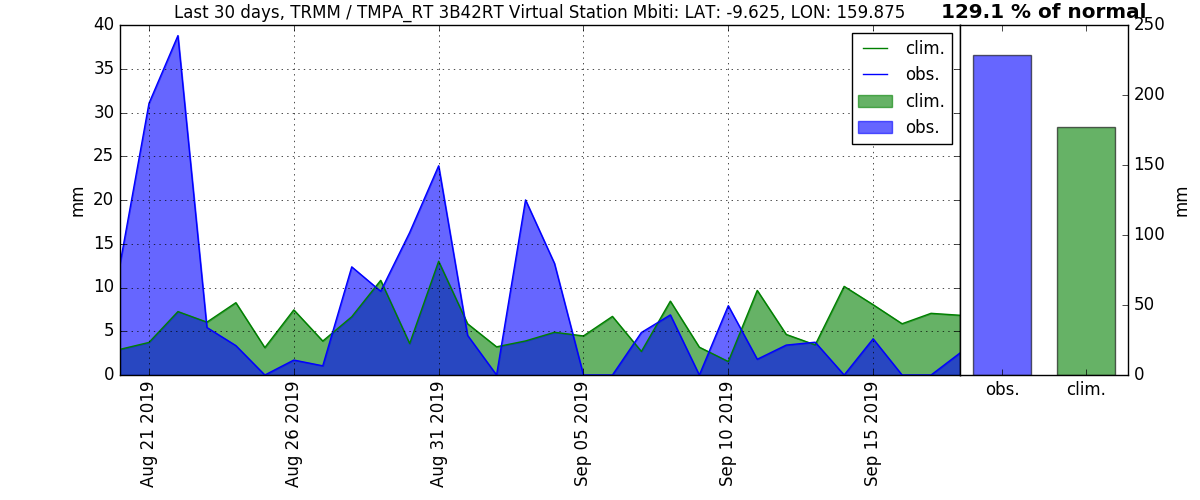 Last 30 days, TRMM / TMPA_RT 3B42RT Virtual Station Mbiti: LAT: -9.625, LON: 159.875
129.1 % of normal
40
35
30
25
20
15
10
5
0
mm
clim.
obs.
clim.
obs.
Aug 21 2019
Aug 26 2019
Aug 31 2019
Sep 05 2019
Sep 10 2019
Sep 15 2019
250
200
150
100
50
0
mm
obs.
clim.